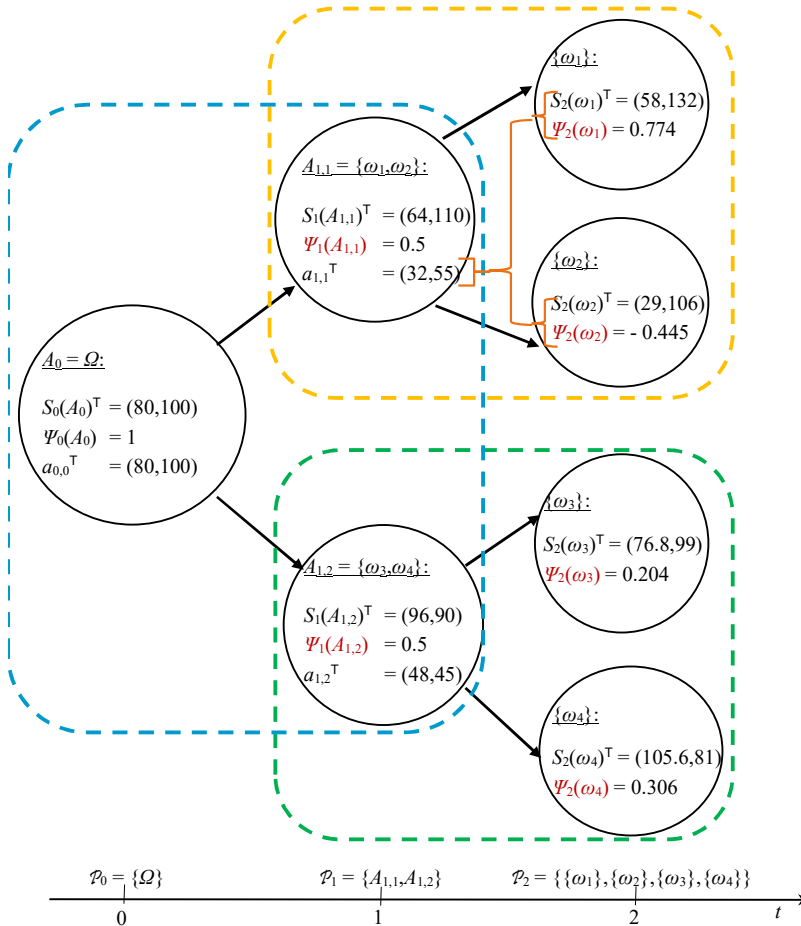 {ω₁}:
S₂(ω₁)ᵀ = (58,132)
Ψ₂(ω₁) = 0.774
A₁,₁ = {ω₁,ω₂}:
S₁(A₁,₁)ᵀ = (64,110)
Ψ₁(A₁,₁) = 0.5
a₁,₁ᵀ = (32,55)
{ω₂}:
S₂(ω₂)ᵀ = (29,106)
Ψ₂(ω₂) = - 0.445
A₀ = Ω:
S₀(A₀)ᵀ = (80,100)
Ψ₀(A₀) = 1
a₀,₀ᵀ = (80,100)
{ω₃}:
S₂(ω₃)ᵀ = (76.8,99)
Ψ₂(ω₃) = 0.204
A₁,₂ = {ω₃,ω₄}:
S₁(A₁,₂)ᵀ = (96,90)
Ψ₁(A₁,₂) = 0.5
a₁,₂ᵀ = (48,45)
{ω₄}:
S₂(ω₄)ᵀ = (105.6,81)
Ψ₂(ω₄) = 0.306
𝒫₀ = {Ω} 𝒫₁ = {A₁,₁,A₁,₂} 𝒫₂ = {{ω₁},{ω₂},{ω₃},{ω₄}}
0 1 2 t